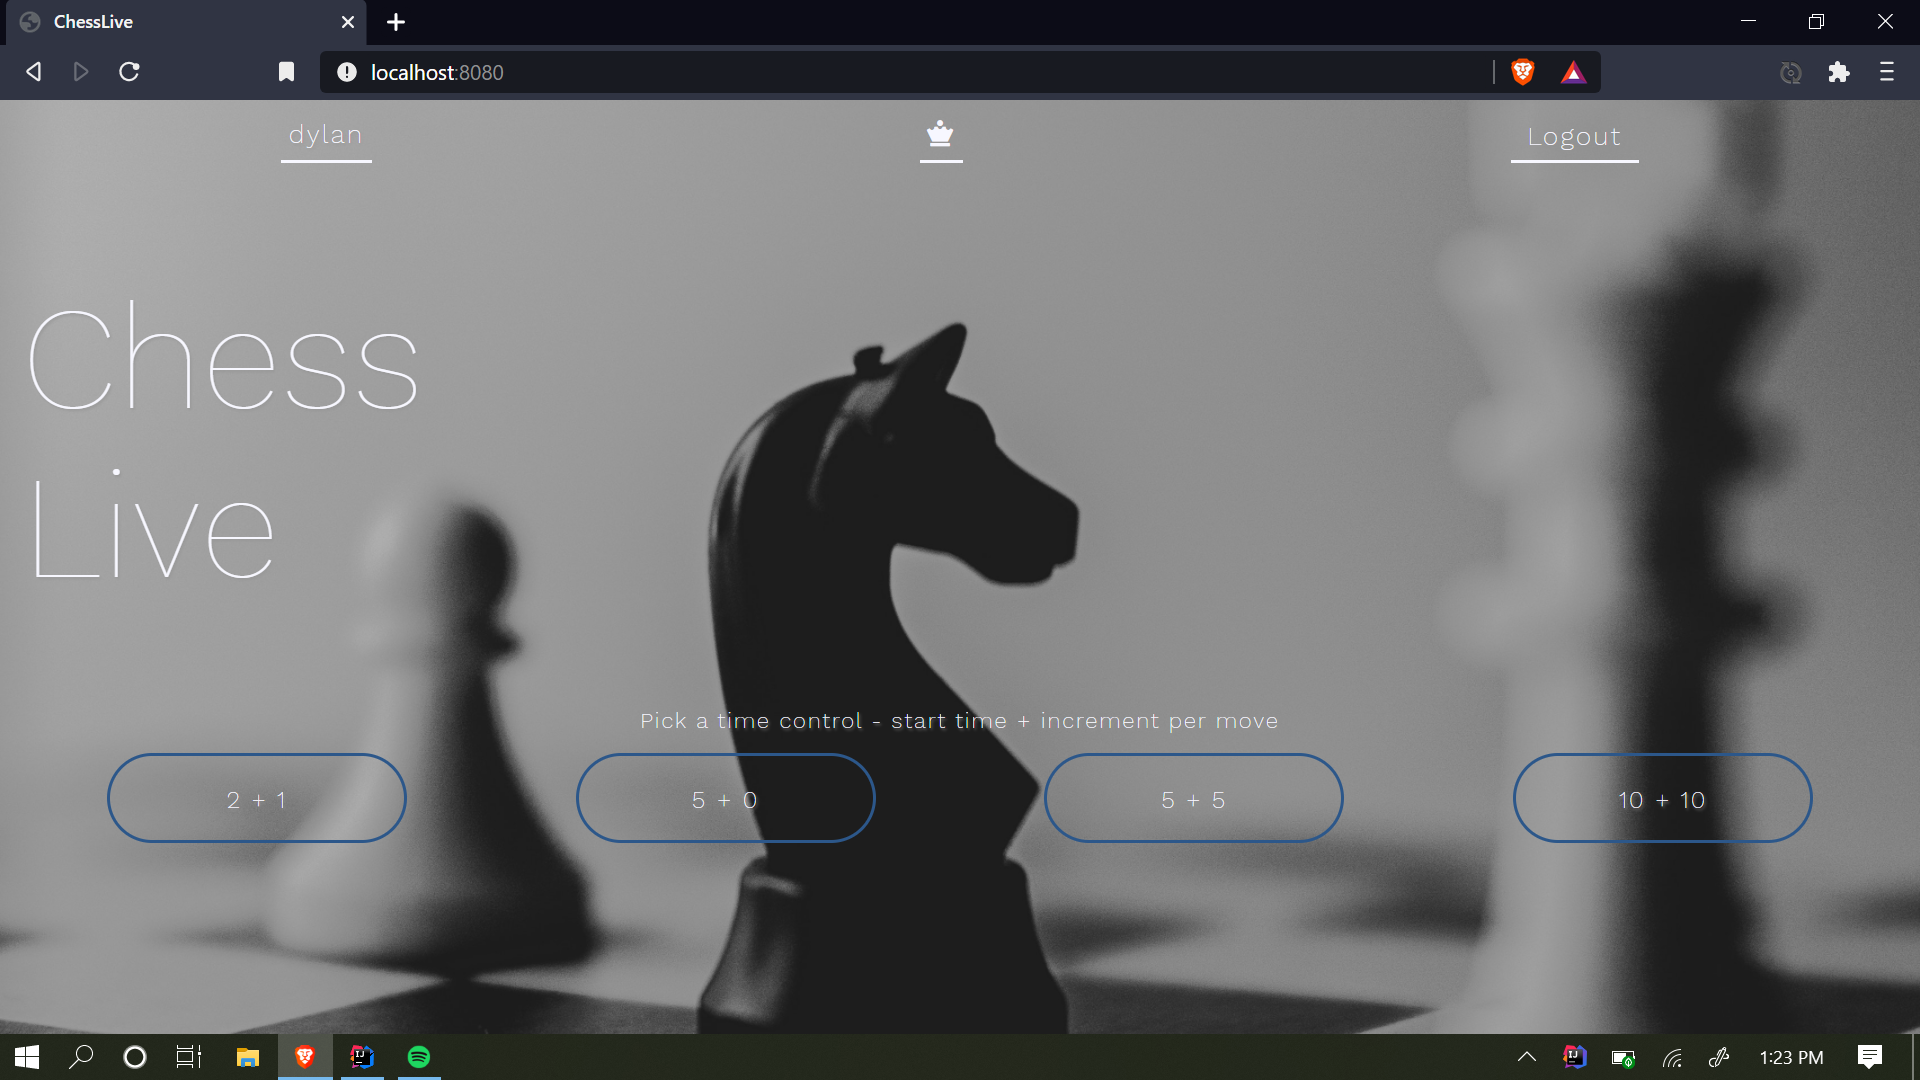 ChessLive
localhost:8080
dylan
Logout
Chess
Live
Pick a time control - start time + increment per move
2 + 1
5 + 0
5 + 5
10 + 10
1:23 PM